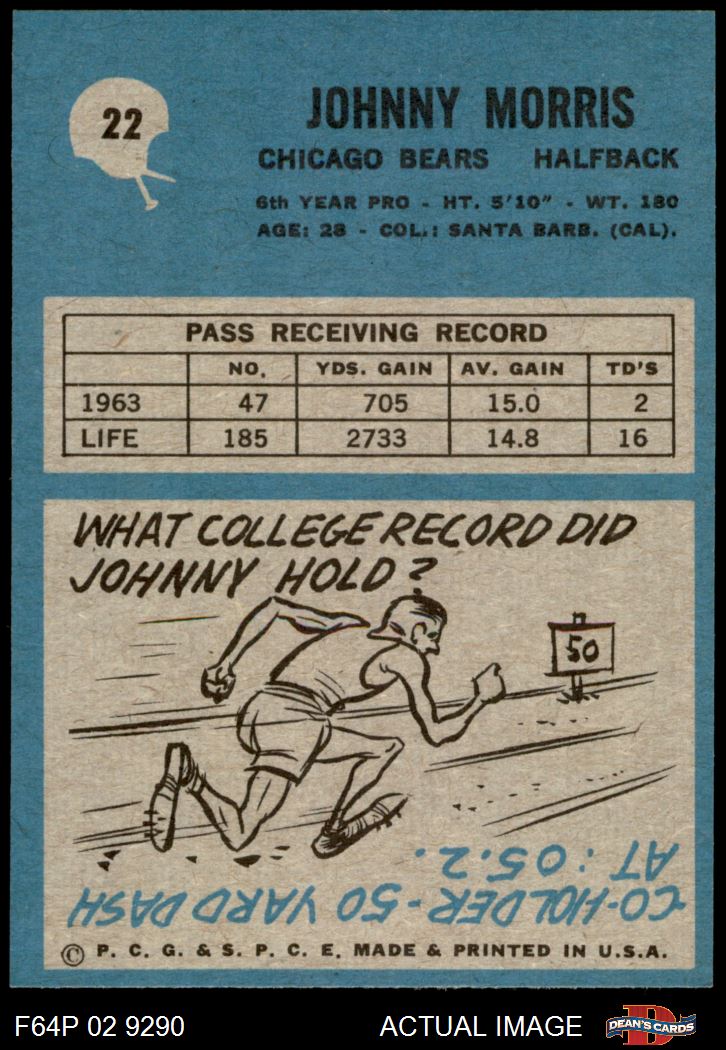 22
JOHNNY MORRIS
CHICAGO BEARS HALFBACK
6th YEAR PRO - HT. 5'10" - WT. 180
AGE: 28 - COL.: SANTA BARB. (CAL).
PASS RECEIVING RECORD
NO. YDS. GAIN AV. GAIN TD'S
1963 47 705 15.0 2
LIFE 185 2733 14.8 16
WHAT COLLEGE RECORD DID
JOHNNY HOLD?
50
CO-HOLDER-50 YARD DASH
AT :05.2.
© P. C. G. & S. P. C. E. MADE & PRINTED IN U.S.A.
F64P 02 9290 ACTUAL IMAGE D DEAN'S CARDS